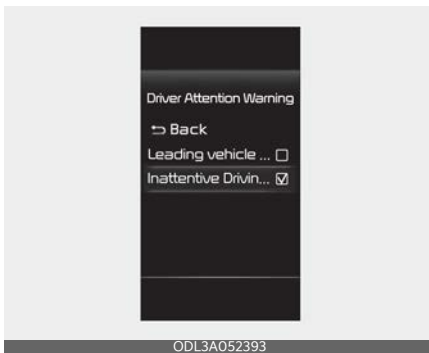 Driver Attention Warning
Back
Leading vehicle ...
Inattentive Drivin...
ODL3A052393